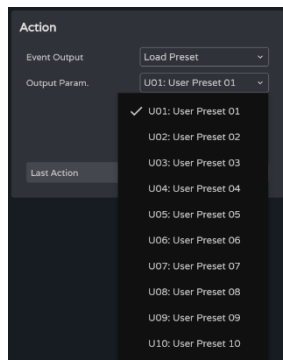 Action
Event Output
Load Preset
Output Param.
U01: User Preset 01
U01: User Preset 01
U02: User Preset 02
U03: User Preset 03
Last Action
U04: User Preset 04
U05: User Preset 05
U06: User Preset 06
U07: User Preset 07
U08: User Preset 08
U09: User Preset 09
U10: User Preset 10